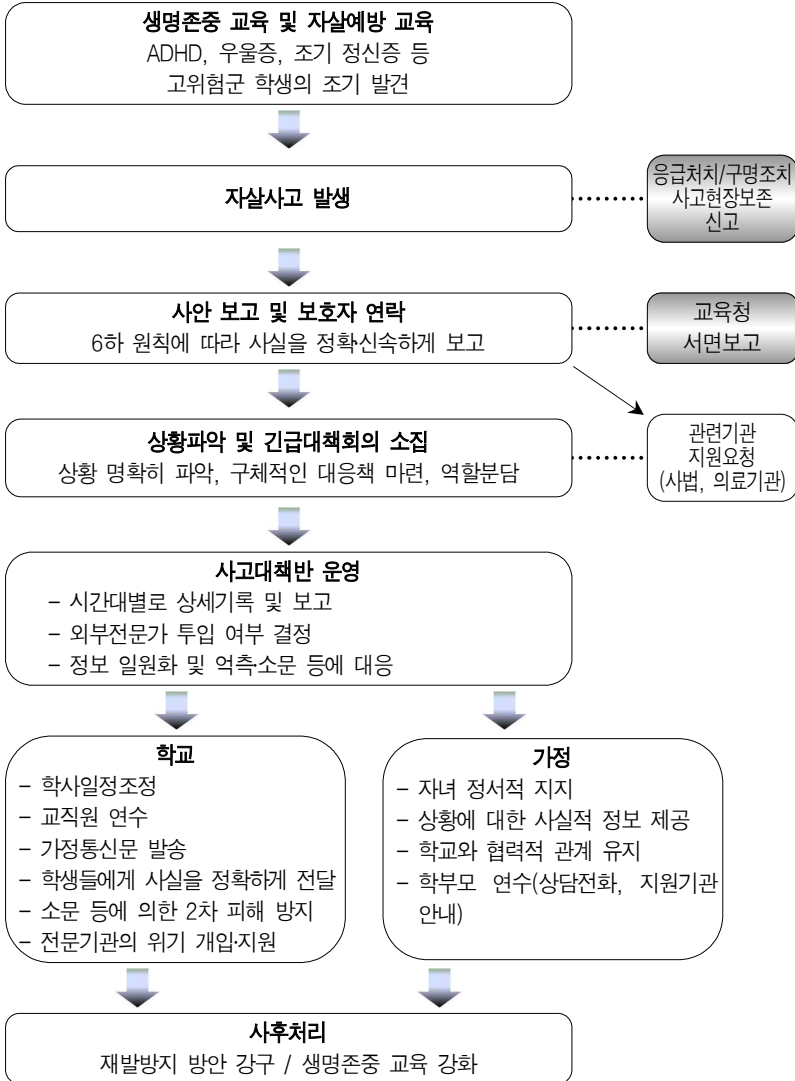 생명존중 교육 및 자살예방 교육
ADHD, 우울증, 조기 정신증 등
고위험군 학생의 조기 발견
자살사고 발생
응급처치/구명조치
사고현장보존
신고
사안 보고 및 보호자 연락
6하 원칙에 따라 사실을 정확·신속하게 보고
교육청
서면보고
상황파악 및 긴급대책회의 소집
상황 명확히 파악, 구체적인 대응책 마련, 역할분담
관련기관
지원요청
(사법, 의료기관)
사고대책반 운영
- 시간대별로 상세기록 및 보고
- 외부전문가 투입 여부 결정
- 정보 일원화 및 억측·소문 등에 대응
학교
- 학사일정조정
- 교직원 연수
- 가정통신문 발송
- 학생들에게 사실을 정확하게 전달
- 소문 등에 의한 2차 피해 방지
- 전문기관의 위기 개입·지원
가정
- 자녀 정서적 지지
- 상황에 대한 사실적 정보 제공
- 학교와 협력적 관계 유지
- 학부모 연수(상담전화, 지원기관
안내)
사후처리
재발방지 방안 강구 / 생명존중 교육 강화